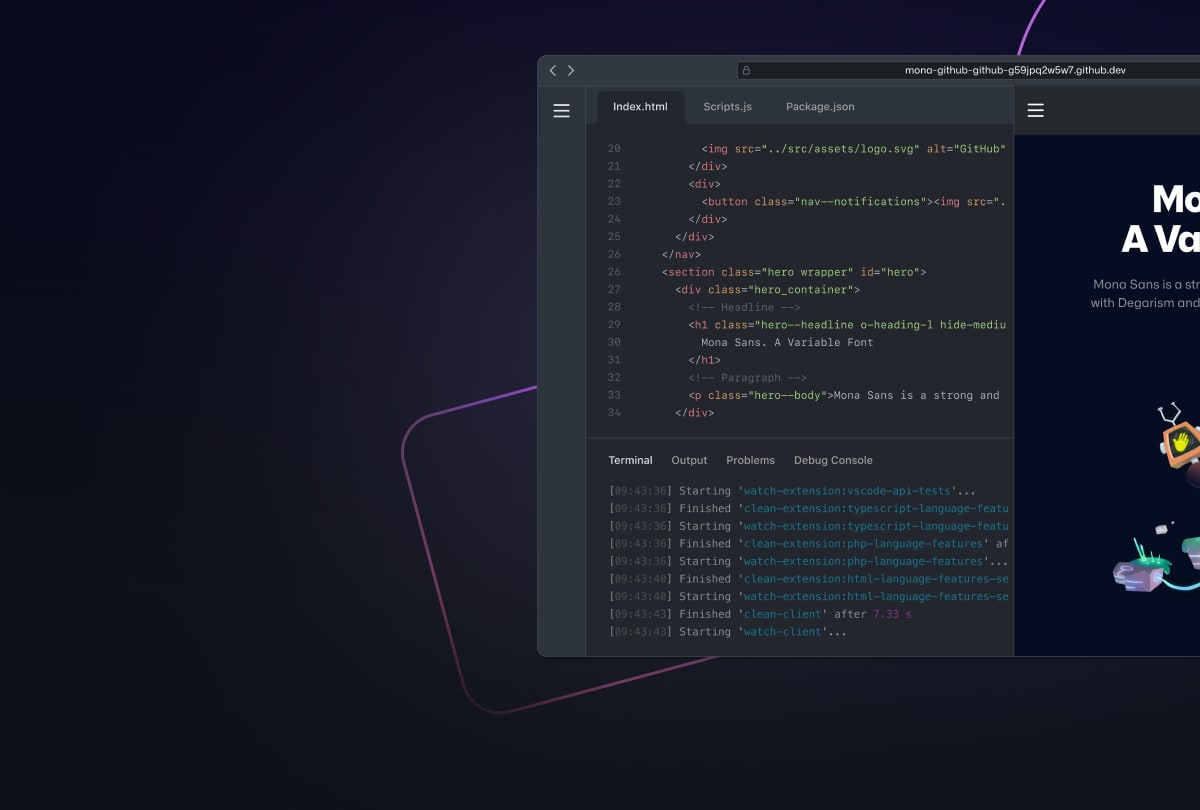 mona-github-github-g59jpq2w5w7.github.dev
Index.html Scripts.js Package.json
20 <img src="../src/assets/logo.svg" alt="GitHub"
21 </div>
22 <div>
23 <button class="nav--notifications"><img src=".
24 </div>
25 </div>
26 </nav>
26 <section class="hero wrapper" id="hero">
27 <div class="hero_container">
28 <!-- Headline -->
29 <h1 class="hero--headline o-heading-l hide-mediu
30 Mona Sans. A Variable Font
31 </h1>
32 <!-- Paragraph -->
33 <p class="hero--body">Mona Sans is a strong and
34 </div>
Terminal Output Problems Debug Console
[09:43:36] Starting 'watch-extension:vscode-api-tests'...
[09:43:36] Finished 'clean-extension:typescript-language-featu
[09:43:36] Starting 'watch-extension:typescript-language-featu
[09:43:36] Finished 'clean-extension:php-language-features' af
[09:43:36] Starting 'watch-extension:php-language-features'...
[09:43:40] Finished 'clean-extension:html-language-features-se
[09:43:40] Starting 'watch-extension:html-language-features-se
[09:43:43] Finished 'clean-client' after 7.33 s
[09:43:43] Starting 'watch-client'...
Mo
A Va
Mona Sans is a str
with Degarism and